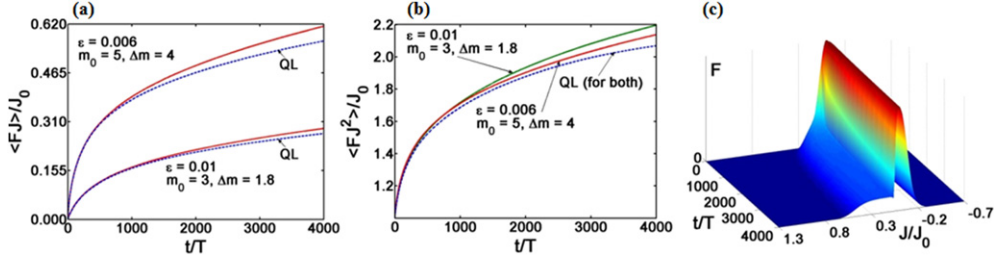 (a)
0.620
0.465
0.310
0.155
0.000
<FJ>/J₀
ε = 0.006
m₀ = 5, Δm = 4
QL
QL
ε = 0.01
m₀ = 3, Δm = 1.8
0 1000 2000 3000 4000
t/T
(b)
2.2
2.0
1.8
1.6
1.4
1.2
<FJ²>/J₀
ε = 0.01
m₀ = 3, Δm = 1.8
QL (for both)
ε = 0.006
m₀ = 5, Δm = 4
0 1000 2000 3000 4000
t/T
(c)
F
0
0
1000
2000
3000
4000
t/T
1.3 0.8 0.3 -0.2 -0.7
J/J₀